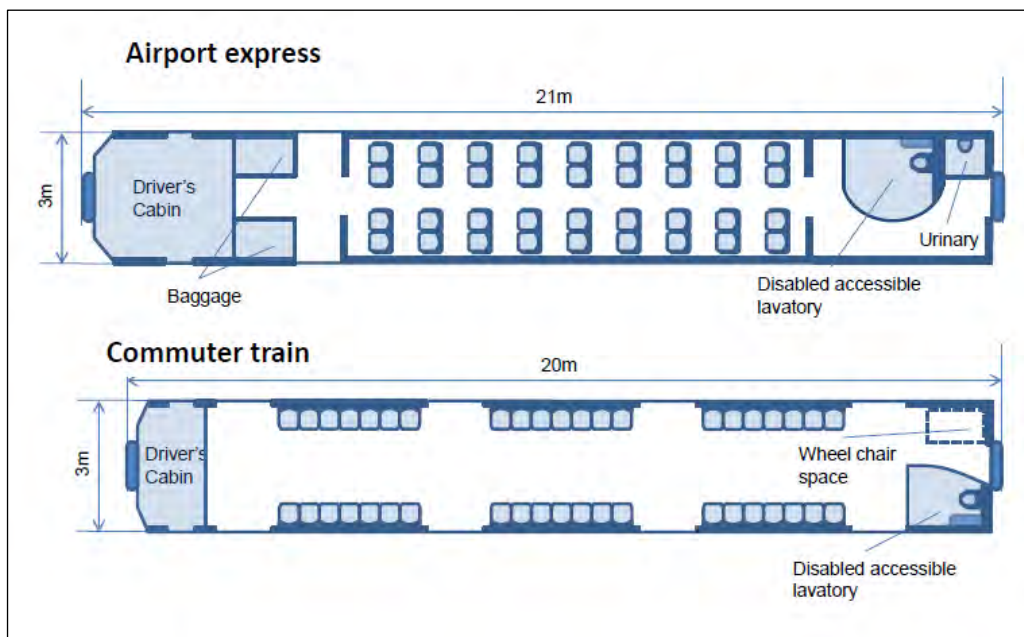 Airport express
21m
3m
Driver's
Cabin
Baggage
Urinary
Disabled accessible
lavatory
Commuter train
20m
3m
Driver's
Cabin
Wheel chair
space
Disabled accessible
lavatory